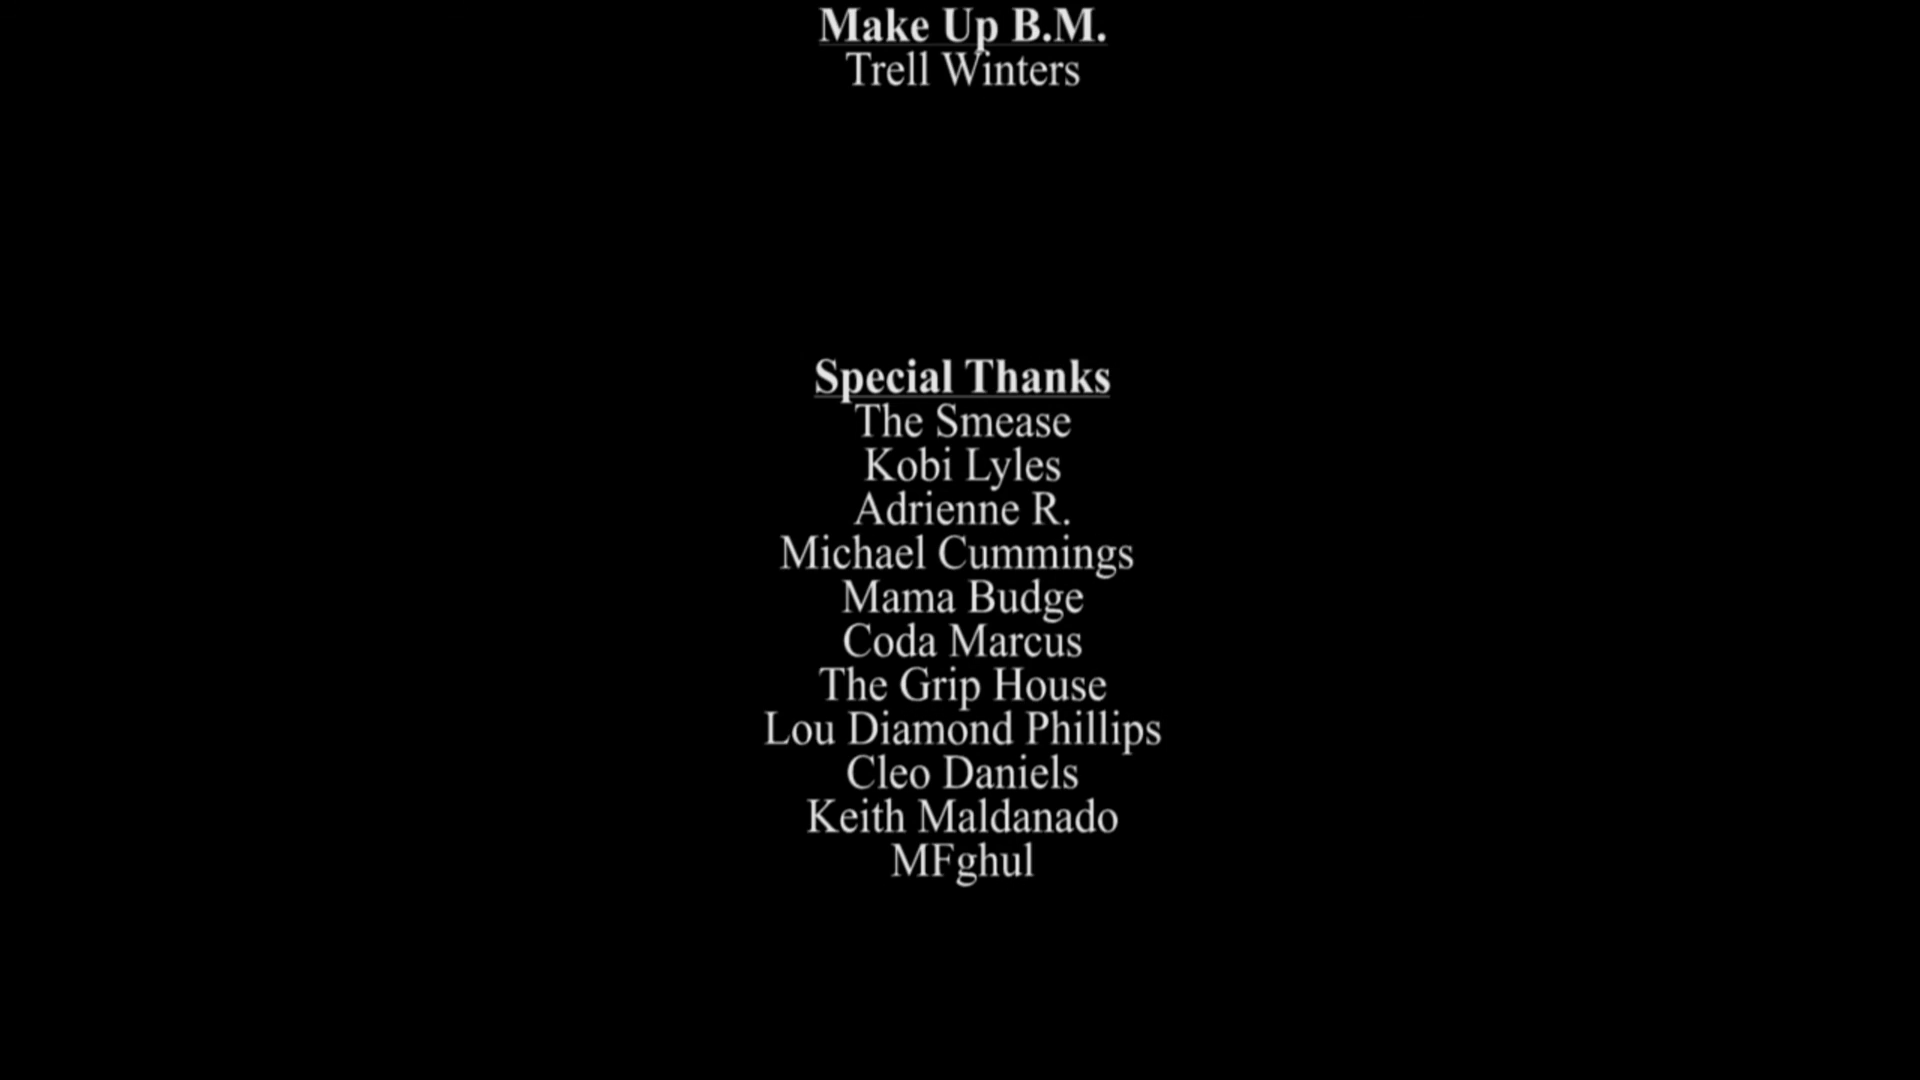 Make Up B.M.
Trell Winters
Special Thanks
The Smease
Kobi Lyles
Adrienne R.
Michael Cummings
Mama Budge
Coda Marcus
The Grip House
Lou Diamond Phillips
Cleo Daniels
Keith Maldanado
MFghul